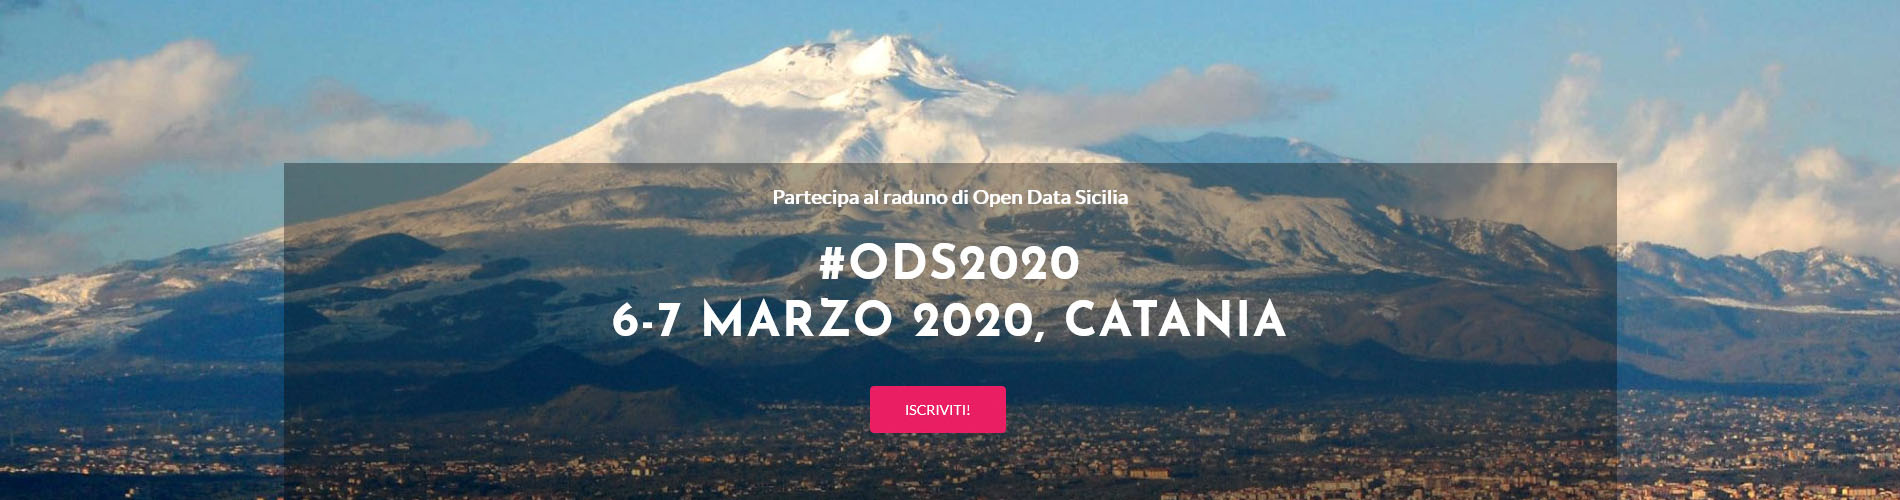 Partecipa al raduno di Open Data Sicilia
#ODS2020
6-7 MARZO 2020, CATANIA
ISCRIVITI!